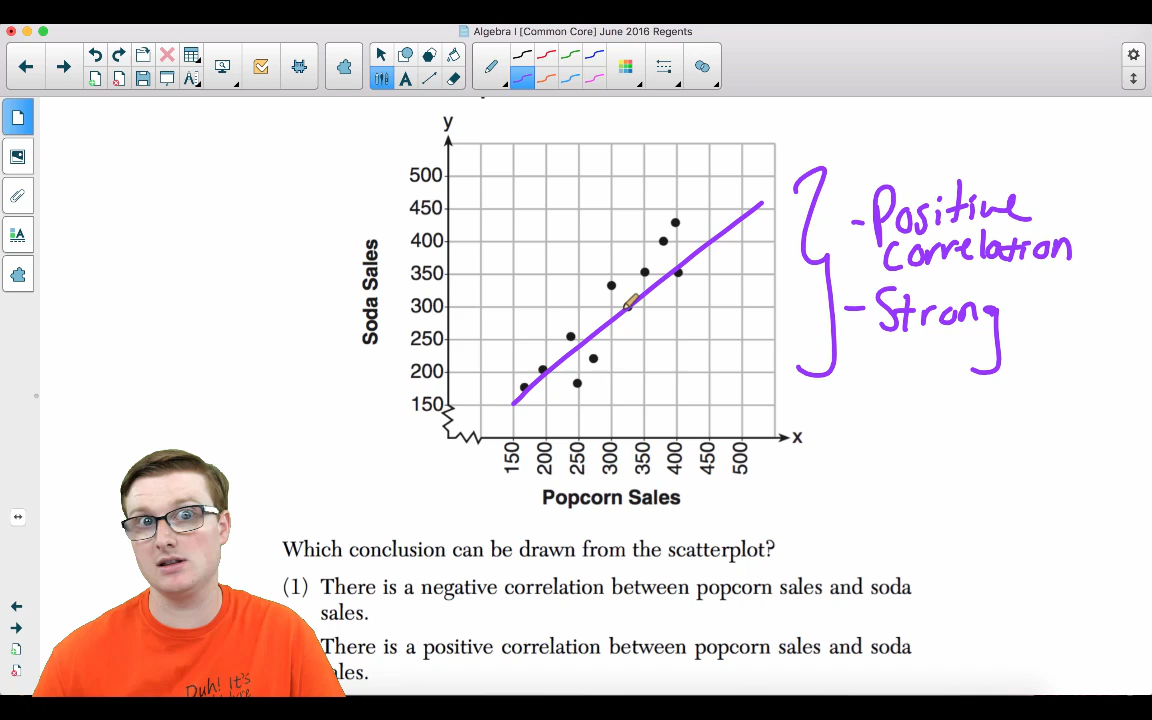 Algebra I [Common Core] June 2016 Regents
y
500
450
400
350
300
250
200
150
Soda Sales
x
150
200
250
300
350
400
450
500
Popcorn Sales
- Positive
correlation
- Strong
Which conclusion can be drawn from the scatterplot?
(1) There is a negative correlation between popcorn sales and soda
sales.
There is a positive correlation between popcorn sales and soda
ales.
Duh! It's